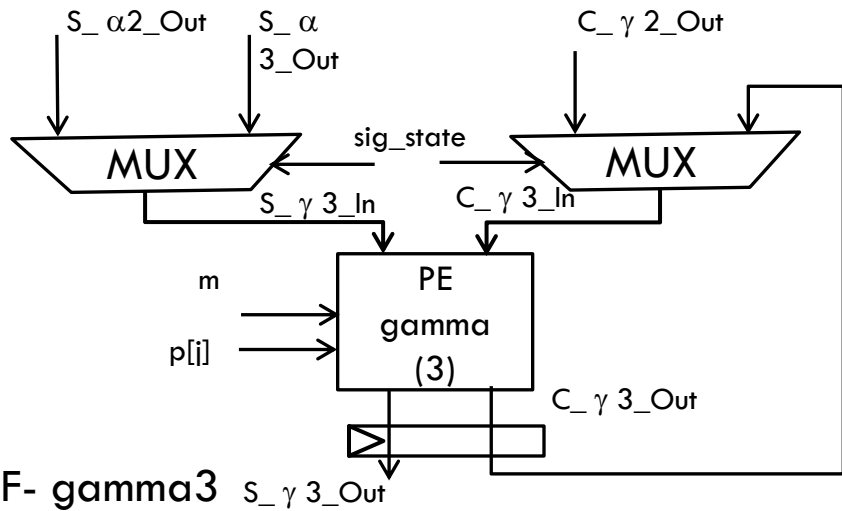 S_ α2_Out
S_ α
3_Out
C_ γ 2_Out
sig_state
MUX
MUX
S_ γ 3_In
C_ γ 3_In
m
p[j]
PE
gamma
(3)
C_ γ 3_Out
F- gamma3
S_ γ 3_Out